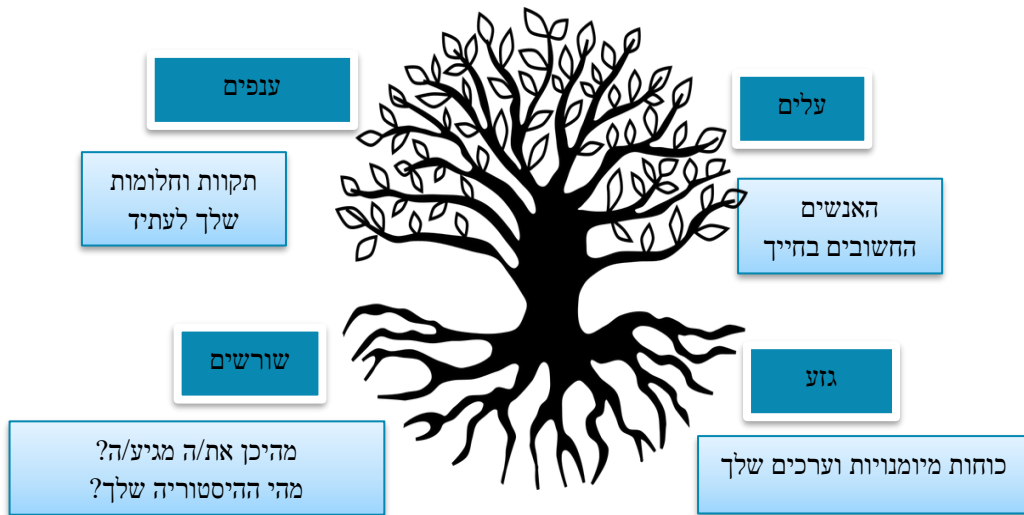 עלים
האנשים
החשובים בחייך
ענפים
תקוות וחלומות
שלך לעתיד
גזע
כוחות מיומנויות וערכים שלך
שורשים
מהיכן את/ה מגיע/ה?
מהי ההיסטוריה שלך?